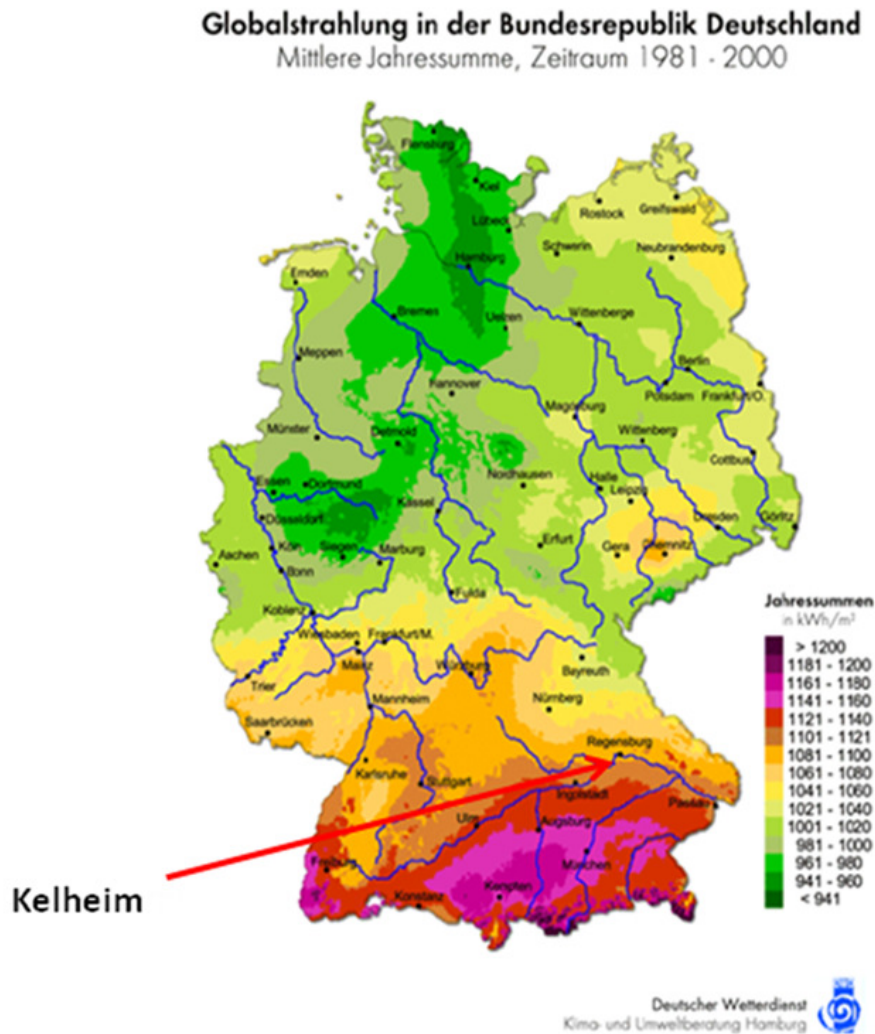 Globalstrahlung in der Bundesrepublik Deutschland
Mittlere Jahressumme, Zeitraum 1981 - 2000
Flensburg
Kiel
Rostock
Greifswald
Lübeck
Schwerin
Neubrandenburg
Hamburg
Emden
Bremen
Uelzen
Wittenberge
Meppen
Berlin
Hannover
Potsdam
Frankfurt/O.
Magdeburg
Münster
Detmold
Wittenberg
Cottbus
Nordhausen
Halle
Essen
Dortmund
Leipzig
Kassel
Düsseldorf
Dresden
Görlitz
Erfurt
Gera
Chemnitz
Köln
Siegen
Marburg
Aachen
Bonn
Fulda
Koblenz
Wiesbaden
Frankfurt/M.
Mainz
Würzburg
Bayreuth
Trier
Mannheim
Nürnberg
Saarbrücken
Regensburg
Karlsruhe
Stuttgart
Ingolstadt
Passau
Ulm
Augsburg
Freiburg
München
Kempten
Konstanz
Kelheim
Jahressummen
in kWh/m²
> 1200
1181 - 1200
1161 - 1180
1141 - 1160
1121 - 1140
1101 - 1121
1081 - 1100
1061 - 1080
1041 - 1060
1021 - 1040
1001 - 1020
981 - 1000
961 - 980
941 - 960
< 941
Deutscher Wetterdienst
Klima- und Umweltberatung Hamburg